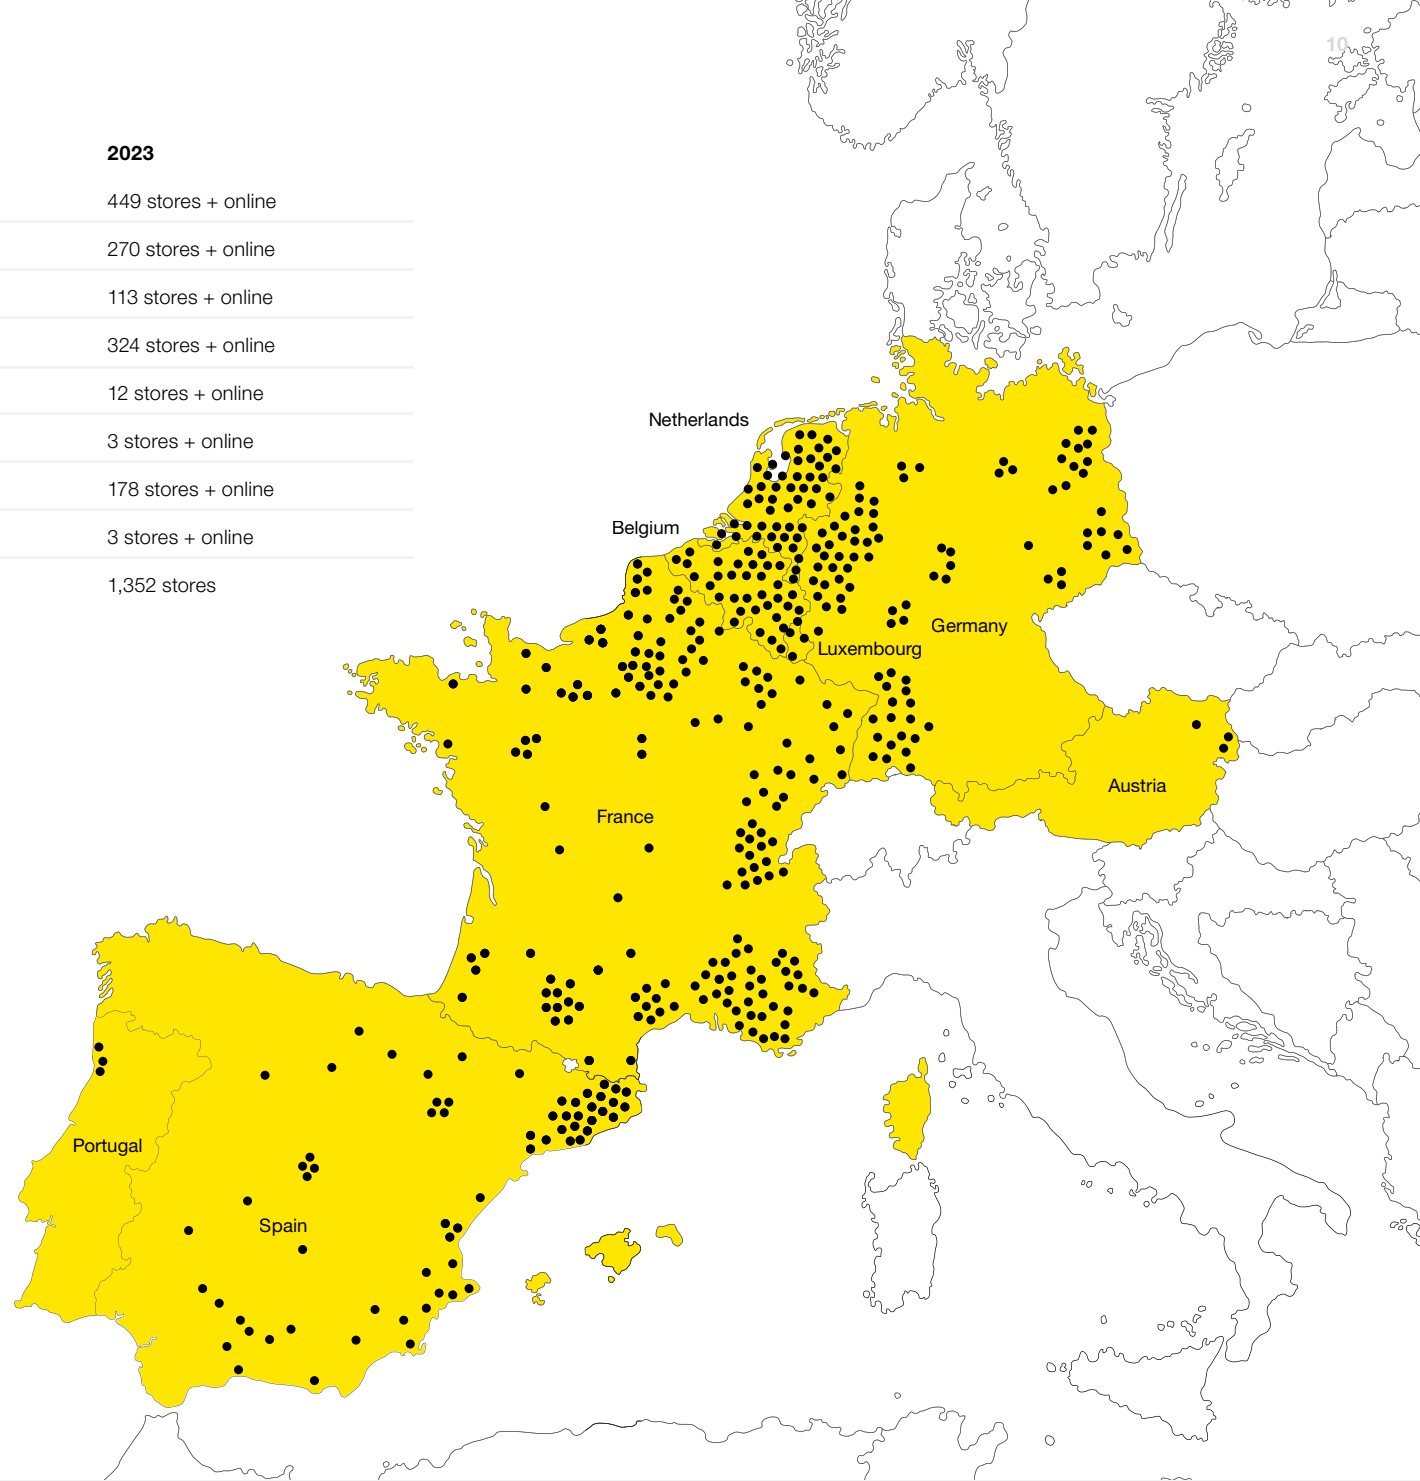 10
2023
449 stores + online
270 stores + online
113 stores + online
324 stores + online
12 stores + online
3 stores + online
178 stores + online
3 stores + online
1,352 stores
Netherlands
Belgium
Germany
Luxembourg
Austria
France
Portugal
Spain